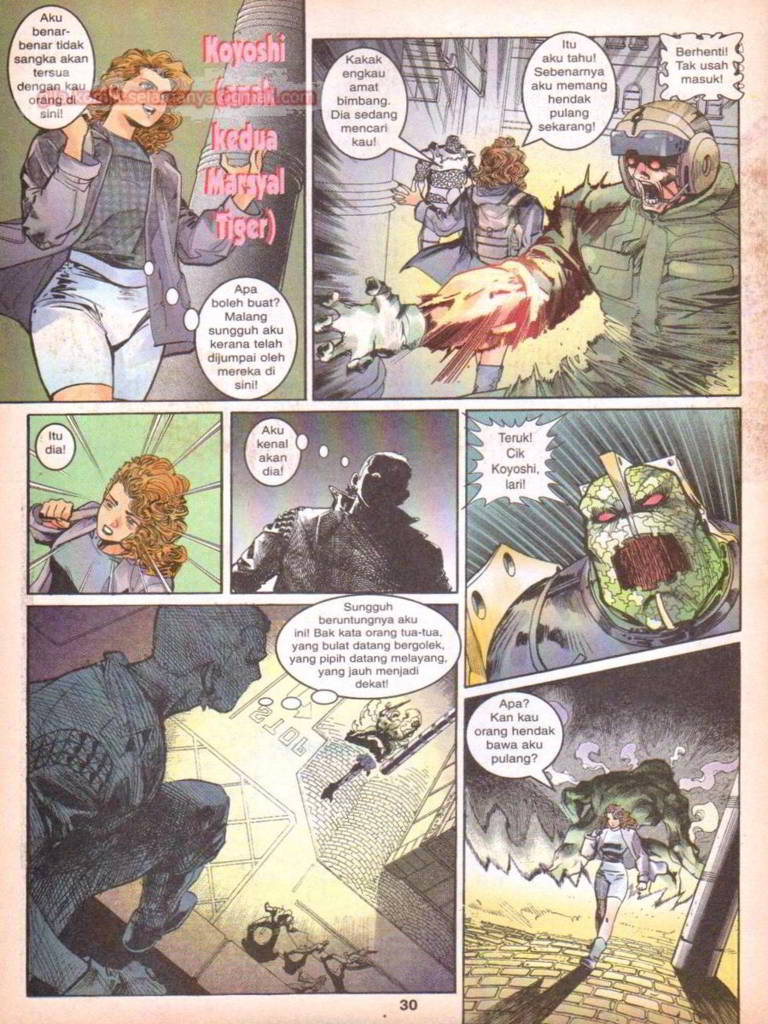 Aku
benar-
benar tidak
sangka akan
tersua
dengan kau
orang di
sini!
Koyoshi
kedua
Marsyal
Tiger)
Apa
boleh buat?
Malang
sungguh aku
kerana telah
dijumpai oleh
mereka di
sini!
Kakak
engkau
amat
bimbang.
Dia sedang
mencari
kau!
Itu
aku tahu!
Sebenarnya
aku memang
hendak
pulang
sekarang!
Berhenti!
Tak usah
masuk!
Itu
dia!
Aku
kenal
akan
dia!
Teruk!
Cik
Koyoshi,
lari!
Sungguh
beruntungnya aku
ini! Bak kata orang tua-tua,
yang bulat datang bergolek,
yang pipih datang melayang,
yang jauh menjadi
dekat!
Apa?
Kan kau
orang hendak
bawa aku
pulang?
30